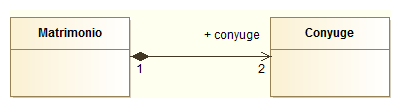 Matrimonio
+ conyuge
Conyuge
1
2